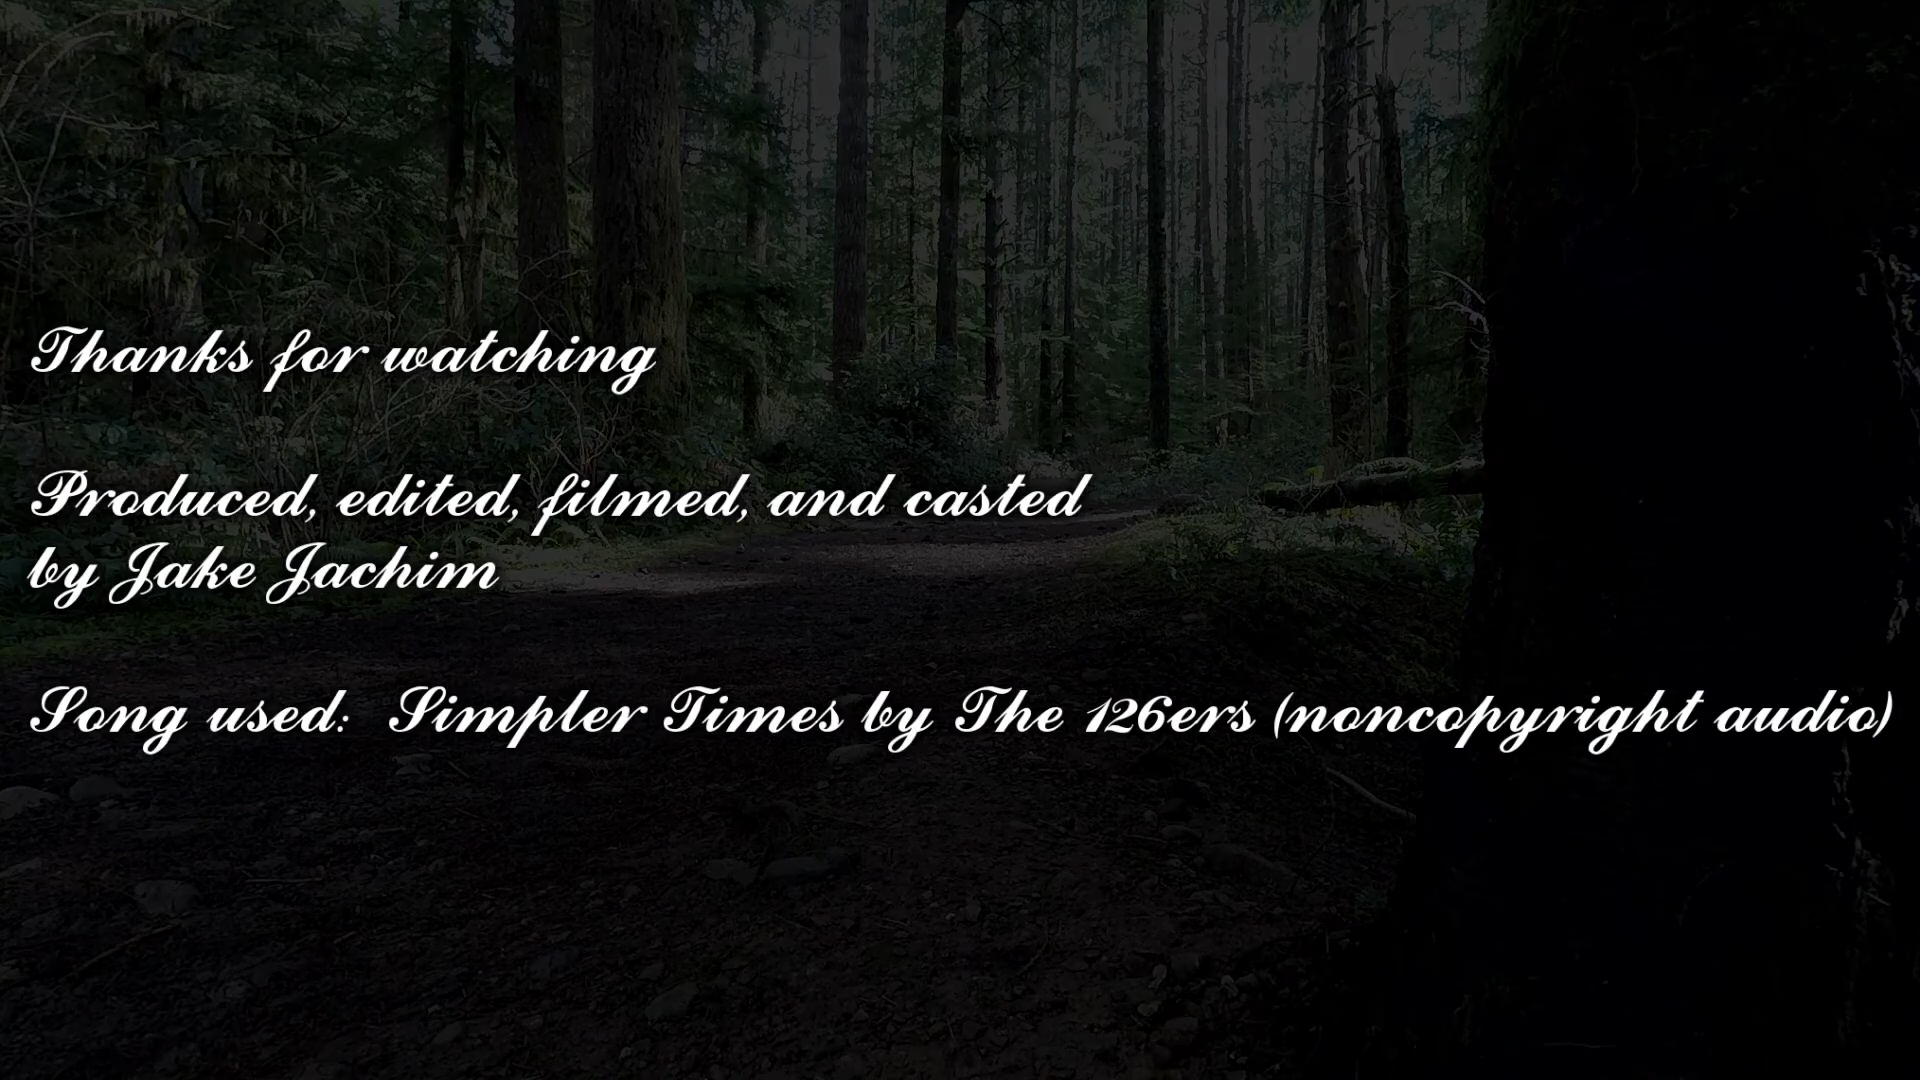 Thanks for watching
Produced, edited, filmed, and casted
by Jake Jachim
Song used:  Simpler Times by The 126ers (noncopyright audio)